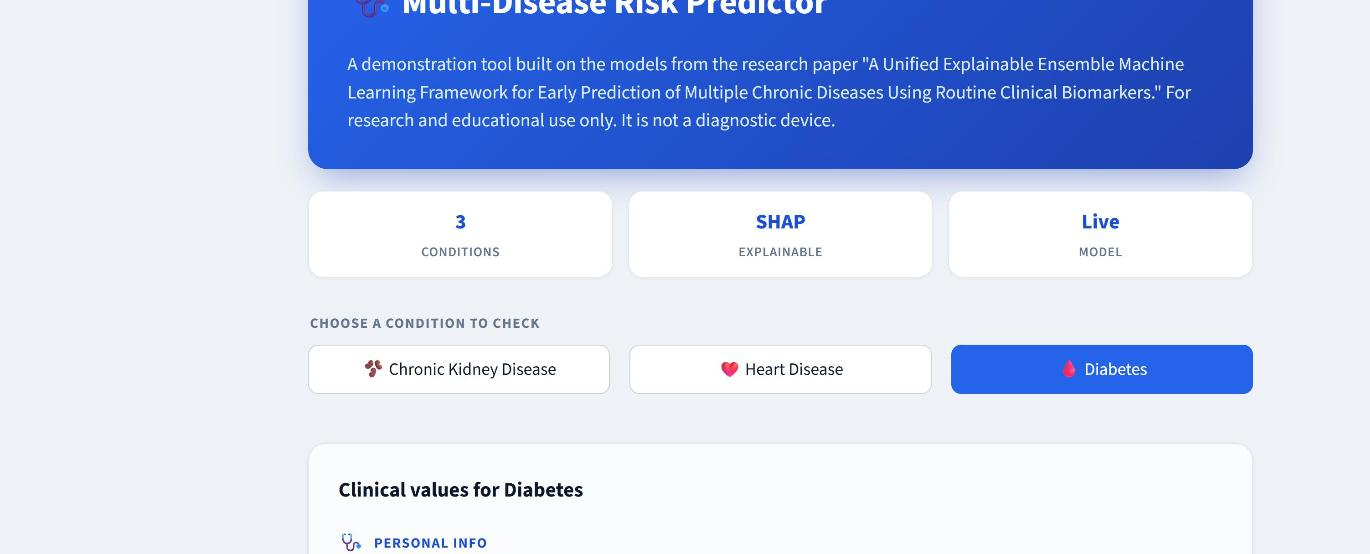 Multi-Disease Risk Predictor
A demonstration tool built on the models from the research paper "A Unified Explainable Ensemble Machine
Learning Framework for Early Prediction of Multiple Chronic Diseases Using Routine Clinical Biomarkers." For
research and educational use only. It is not a diagnostic device.
3
CONDITIONS
SHAP
EXPLAINABLE
Live
MODEL
CHOOSE A CONDITION TO CHECK
Chronic Kidney Disease
Heart Disease
Diabetes
Clinical values for Diabetes
PERSONAL INFO